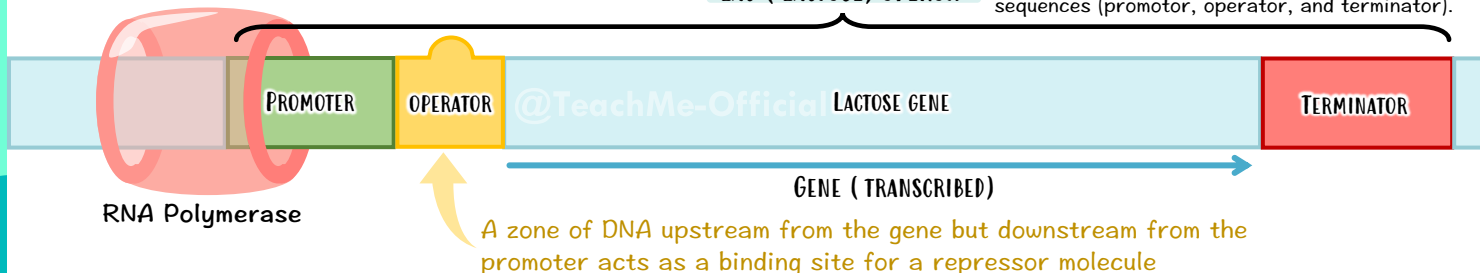 sequences (promotor, operator, and terminator).
PROMOTER
OPERATOR
@TeachMe-Official
LACTOSE GENE
TERMINATOR
GENE ( TRANSCRIBED)
RNA Polymerase
A zone of DNA upstream from the gene but downstream from the
promoter acts as a binding site for a repressor molecule